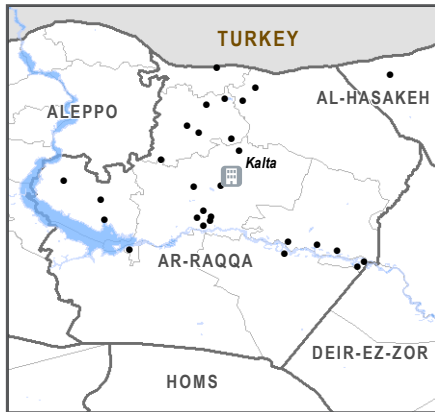 TURKEY
AL-HASAKEH
ALEPPO
Kalta
AR-RAQQA
DEIR-EZ-ZOR
HOMS